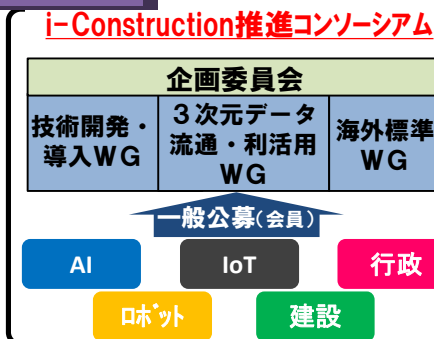 i-Construction推進コンソーシアム
企画委員会
技術開発・
導入WG
３次元データ
流通・利活用
WG
海外標準
WG
一般公募(会員)
AI
IoT
行政
ﾛﾎﾞｯﾄ
建設